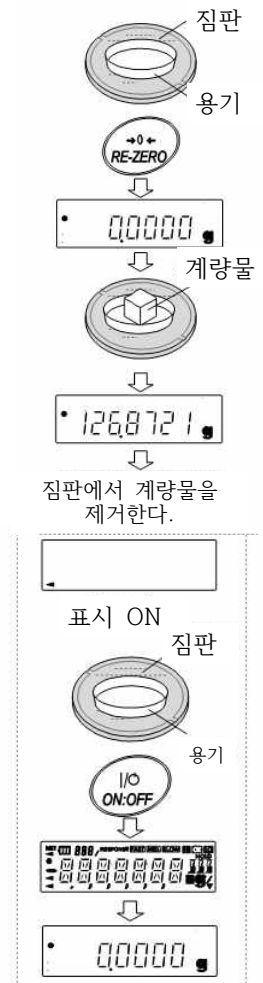 짐판
용기
→0←
RE-ZERO
0.0000 g
계량물
126.8721 g
짐판에서 계량물을
제거한다.
표시 ON
짐판
용기
I/⏻
ON:OFF
0.0000 g